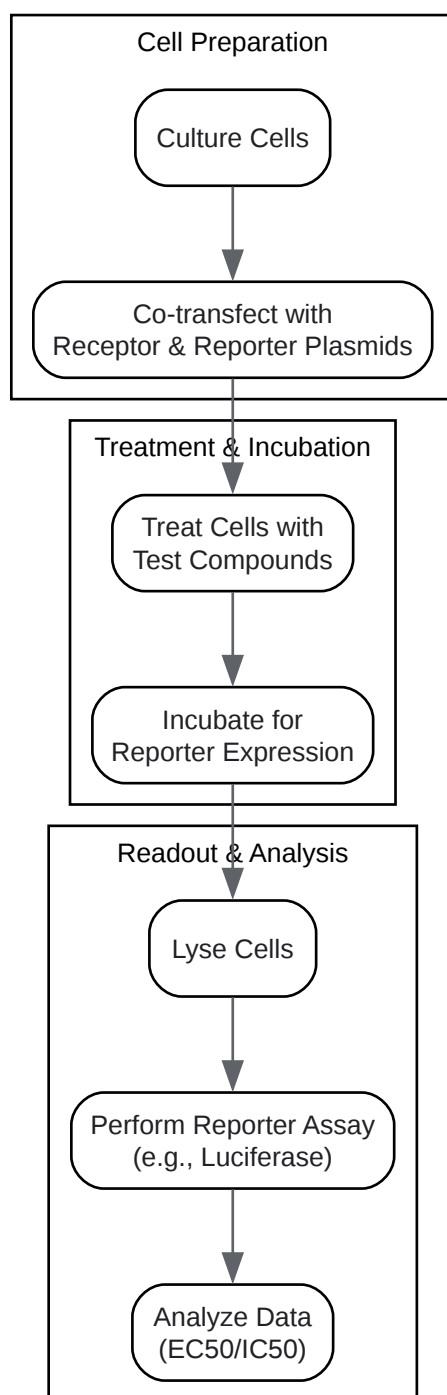 Cell Preparation
Culture Cells
Co-transfect with
Receptor & Reporter Plasmids
Treatment & Incubation
Treat Cells with
Test Compounds
Incubate for
Reporter Expression
Readout & Analysis
Lyse Cells
Perform Reporter Assay
(e.g., Luciferase)
Analyze Data
(EC50/IC50)